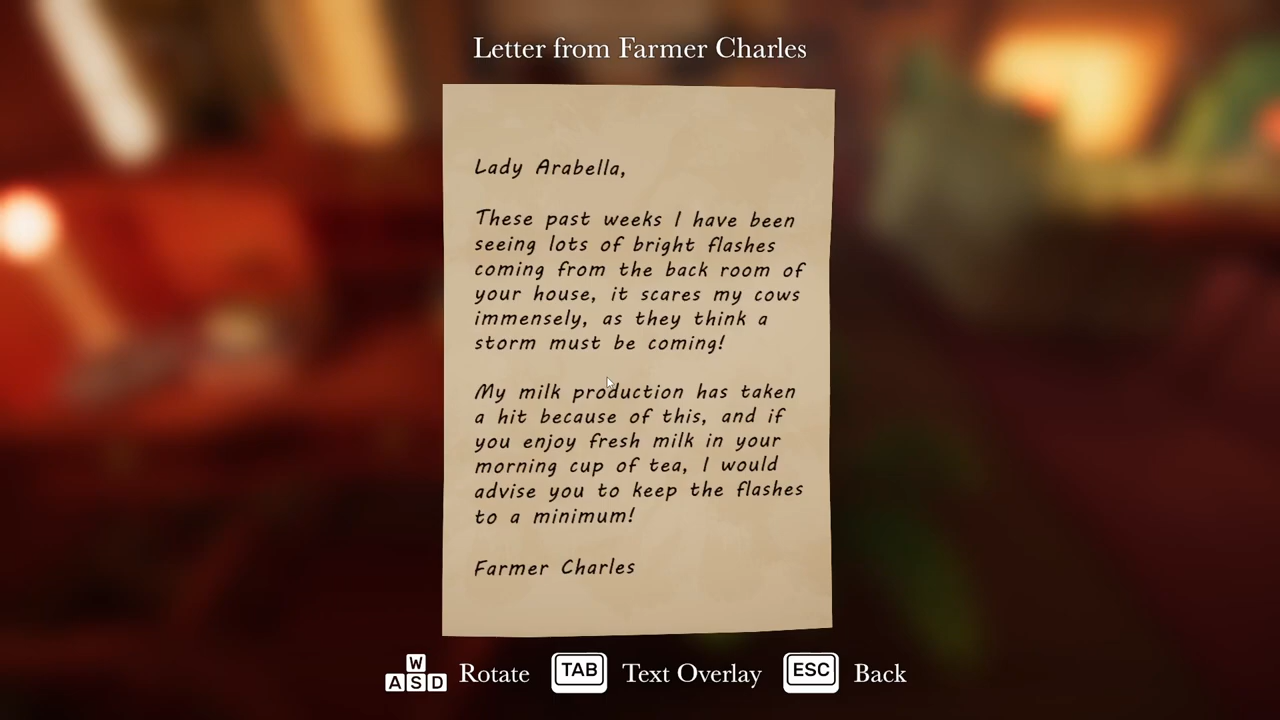 Letter from Farmer Charles
Lady Arabella,
These past weeks I have been
seeing lots of bright flashes
coming from the back room of
your house, it scares my cows
immensely, as they think a
storm must be coming!
My milk production has taken
a hit because of this, and if
you enjoy fresh milk in your
morning cup of tea, I would
advise you to keep the flashes
to a minimum!
Farmer Charles
W
A S D Rotate TAB Text Overlay ESC Back